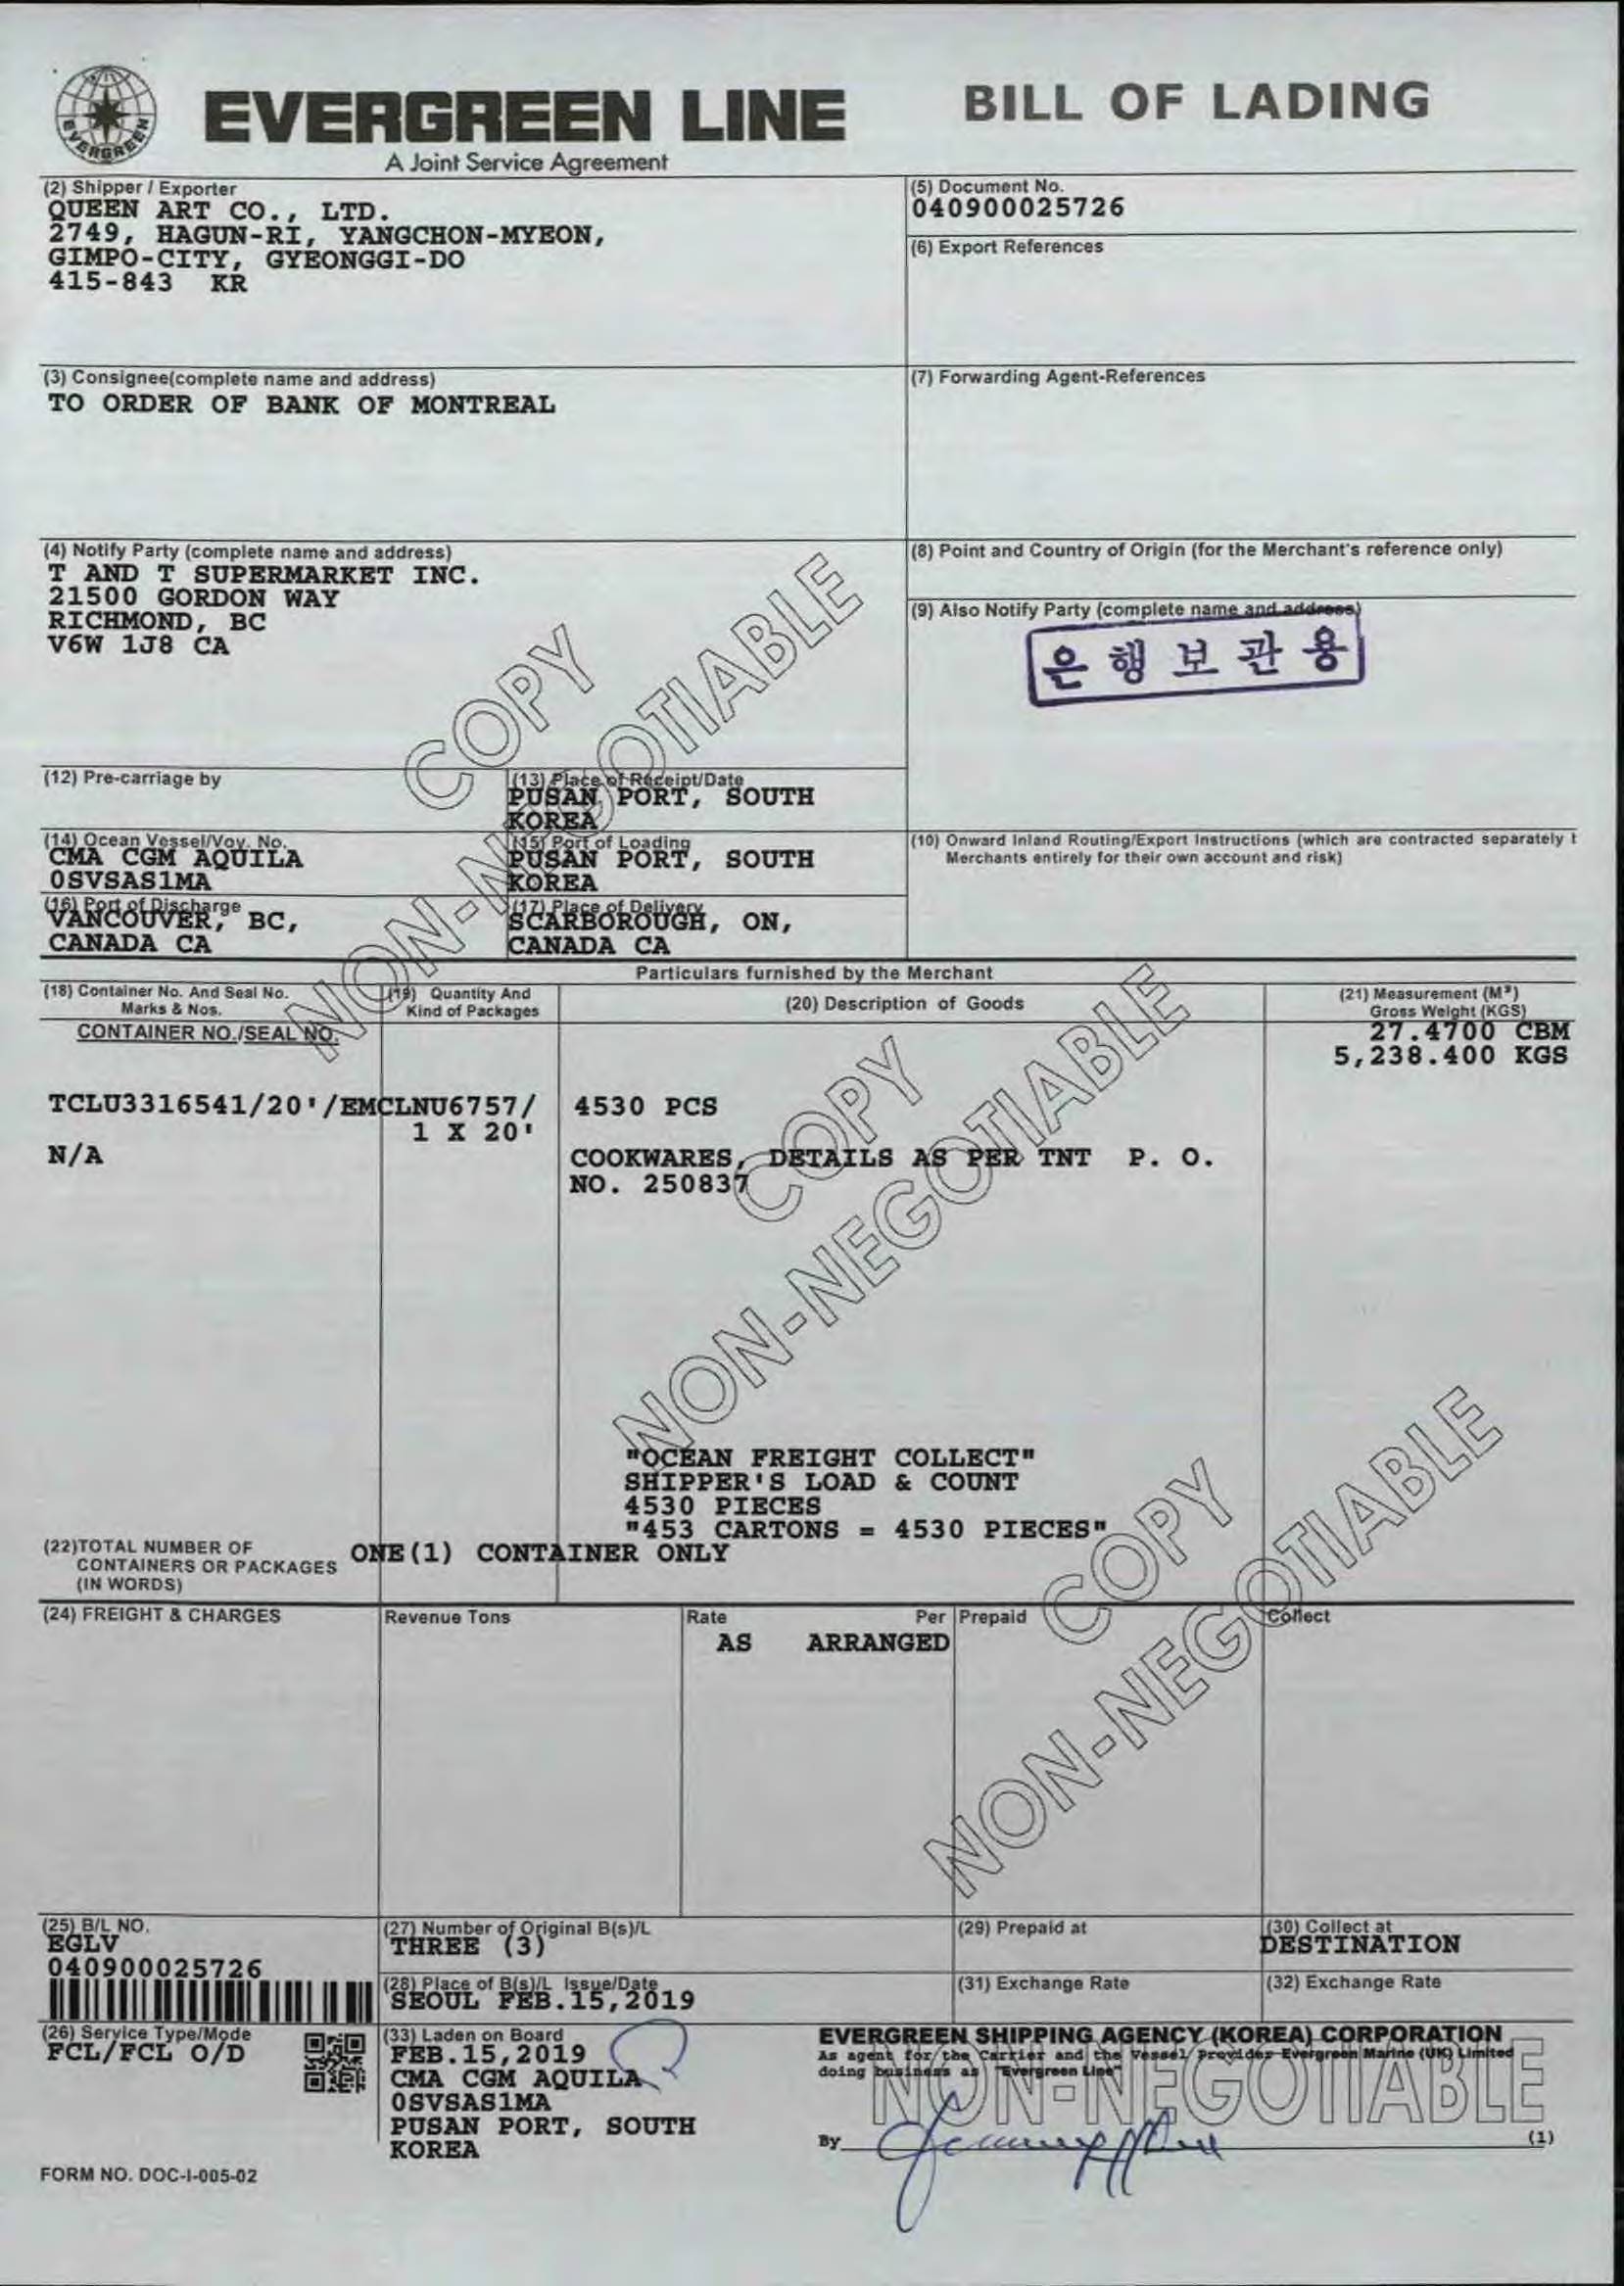 EVERGREEN
EVERGREEN LINE
A Joint Service Agreement
BILL OF LADING
(2) Shipper / Exporter
QUEEN ART CO., LTD.
2749, HAGUN-RI, YANGCHON-MYEON,
GIMPO-CITY, GYEONGGI-DO
415-843 KR
(5) Document No.
040900025726
(6) Export References
(3) Consignee(complete name and address)
TO ORDER OF BANK OF MONTREAL
(7) Forwarding Agent-References
(4) Notify Party (complete name and address)
T AND T SUPERMARKET INC.
21500 GORDON WAY
RICHMOND, BC
V6W 1J8 CA
(8) Point and Country of Origin (for the Merchant's reference only)
(9) Also Notify Party (complete name and address)
은행보관용
COPY
NON-NEGOTIABLE
(12) Pre-carriage by
(13) Place of Receipt/Date
PUSAN PORT, SOUTH
KOREA
(14) Ocean Vessel/Voy. No.
CMA CGM AQUILA
0SVSAS1MA
(15) Port of Loading
PUSAN PORT, SOUTH
KOREA
(10) Onward Inland Routing/Export Instructions (which are contracted separately t
Merchants entirely for their own account and risk)
(16) Port of Discharge
VANCOUVER, BC,
CANADA CA
(17) Place of Delivery
SCARBOROUGH, ON,
CANADA CA
Particulars furnished by the Merchant
(18) Container No. And Seal No.
Marks & Nos.
(19) Quantity And
Kind of Packages
(20) Description of Goods
(21) Measurement (M³)
Gross Weight (KGS)
CONTAINER NO./SEAL NO.
27.4700 CBM
5,238.400 KGS
TCLU3316541/20'/EMCLNU6757/
1 X 20'
4530 PCS
N/A
COOKWARES, DETAILS AS PER TNT P. O.
NO. 250837
COPY
NON-NEGOTIABLE
"OCEAN FREIGHT COLLECT"
SHIPPER'S LOAD & COUNT
4530 PIECES
"453 CARTONS = 4530 PIECES"
(22)TOTAL NUMBER OF
CONTAINERS OR PACKAGES
(IN WORDS)
ONE(1) CONTAINER ONLY
COPY
NON-NEGOTIABLE
(24) FREIGHT & CHARGES
Revenue Tons
Rate
Per
Prepaid
Collect
AS ARRANGED
(25) B/L NO.
EGLV
040900025726
(27) Number of Original B(s)/L
THREE (3)
(29) Prepaid at
(30) Collect at
DESTINATION
(28) Place of B(s)/L Issue/Date
SEOUL FEB.15,2019
(31) Exchange Rate
(32) Exchange Rate
(26) Service Type/Mode
FCL/FCL O/D
(33) Laden on Board
FEB.15,2019
CMA CGM AQUILA
0SVSAS1MA
PUSAN PORT, SOUTH
KOREA
EVERGREEN SHIPPING AGENCY (KOREA) CORPORATION
As agent for the Carrier and the Vessel Provider Evergreen Marine (UK) Limited
doing business as "Evergreen Line"
NON-NEGOTIABLE
By
(1)
FORM NO. DOC-I-005-02